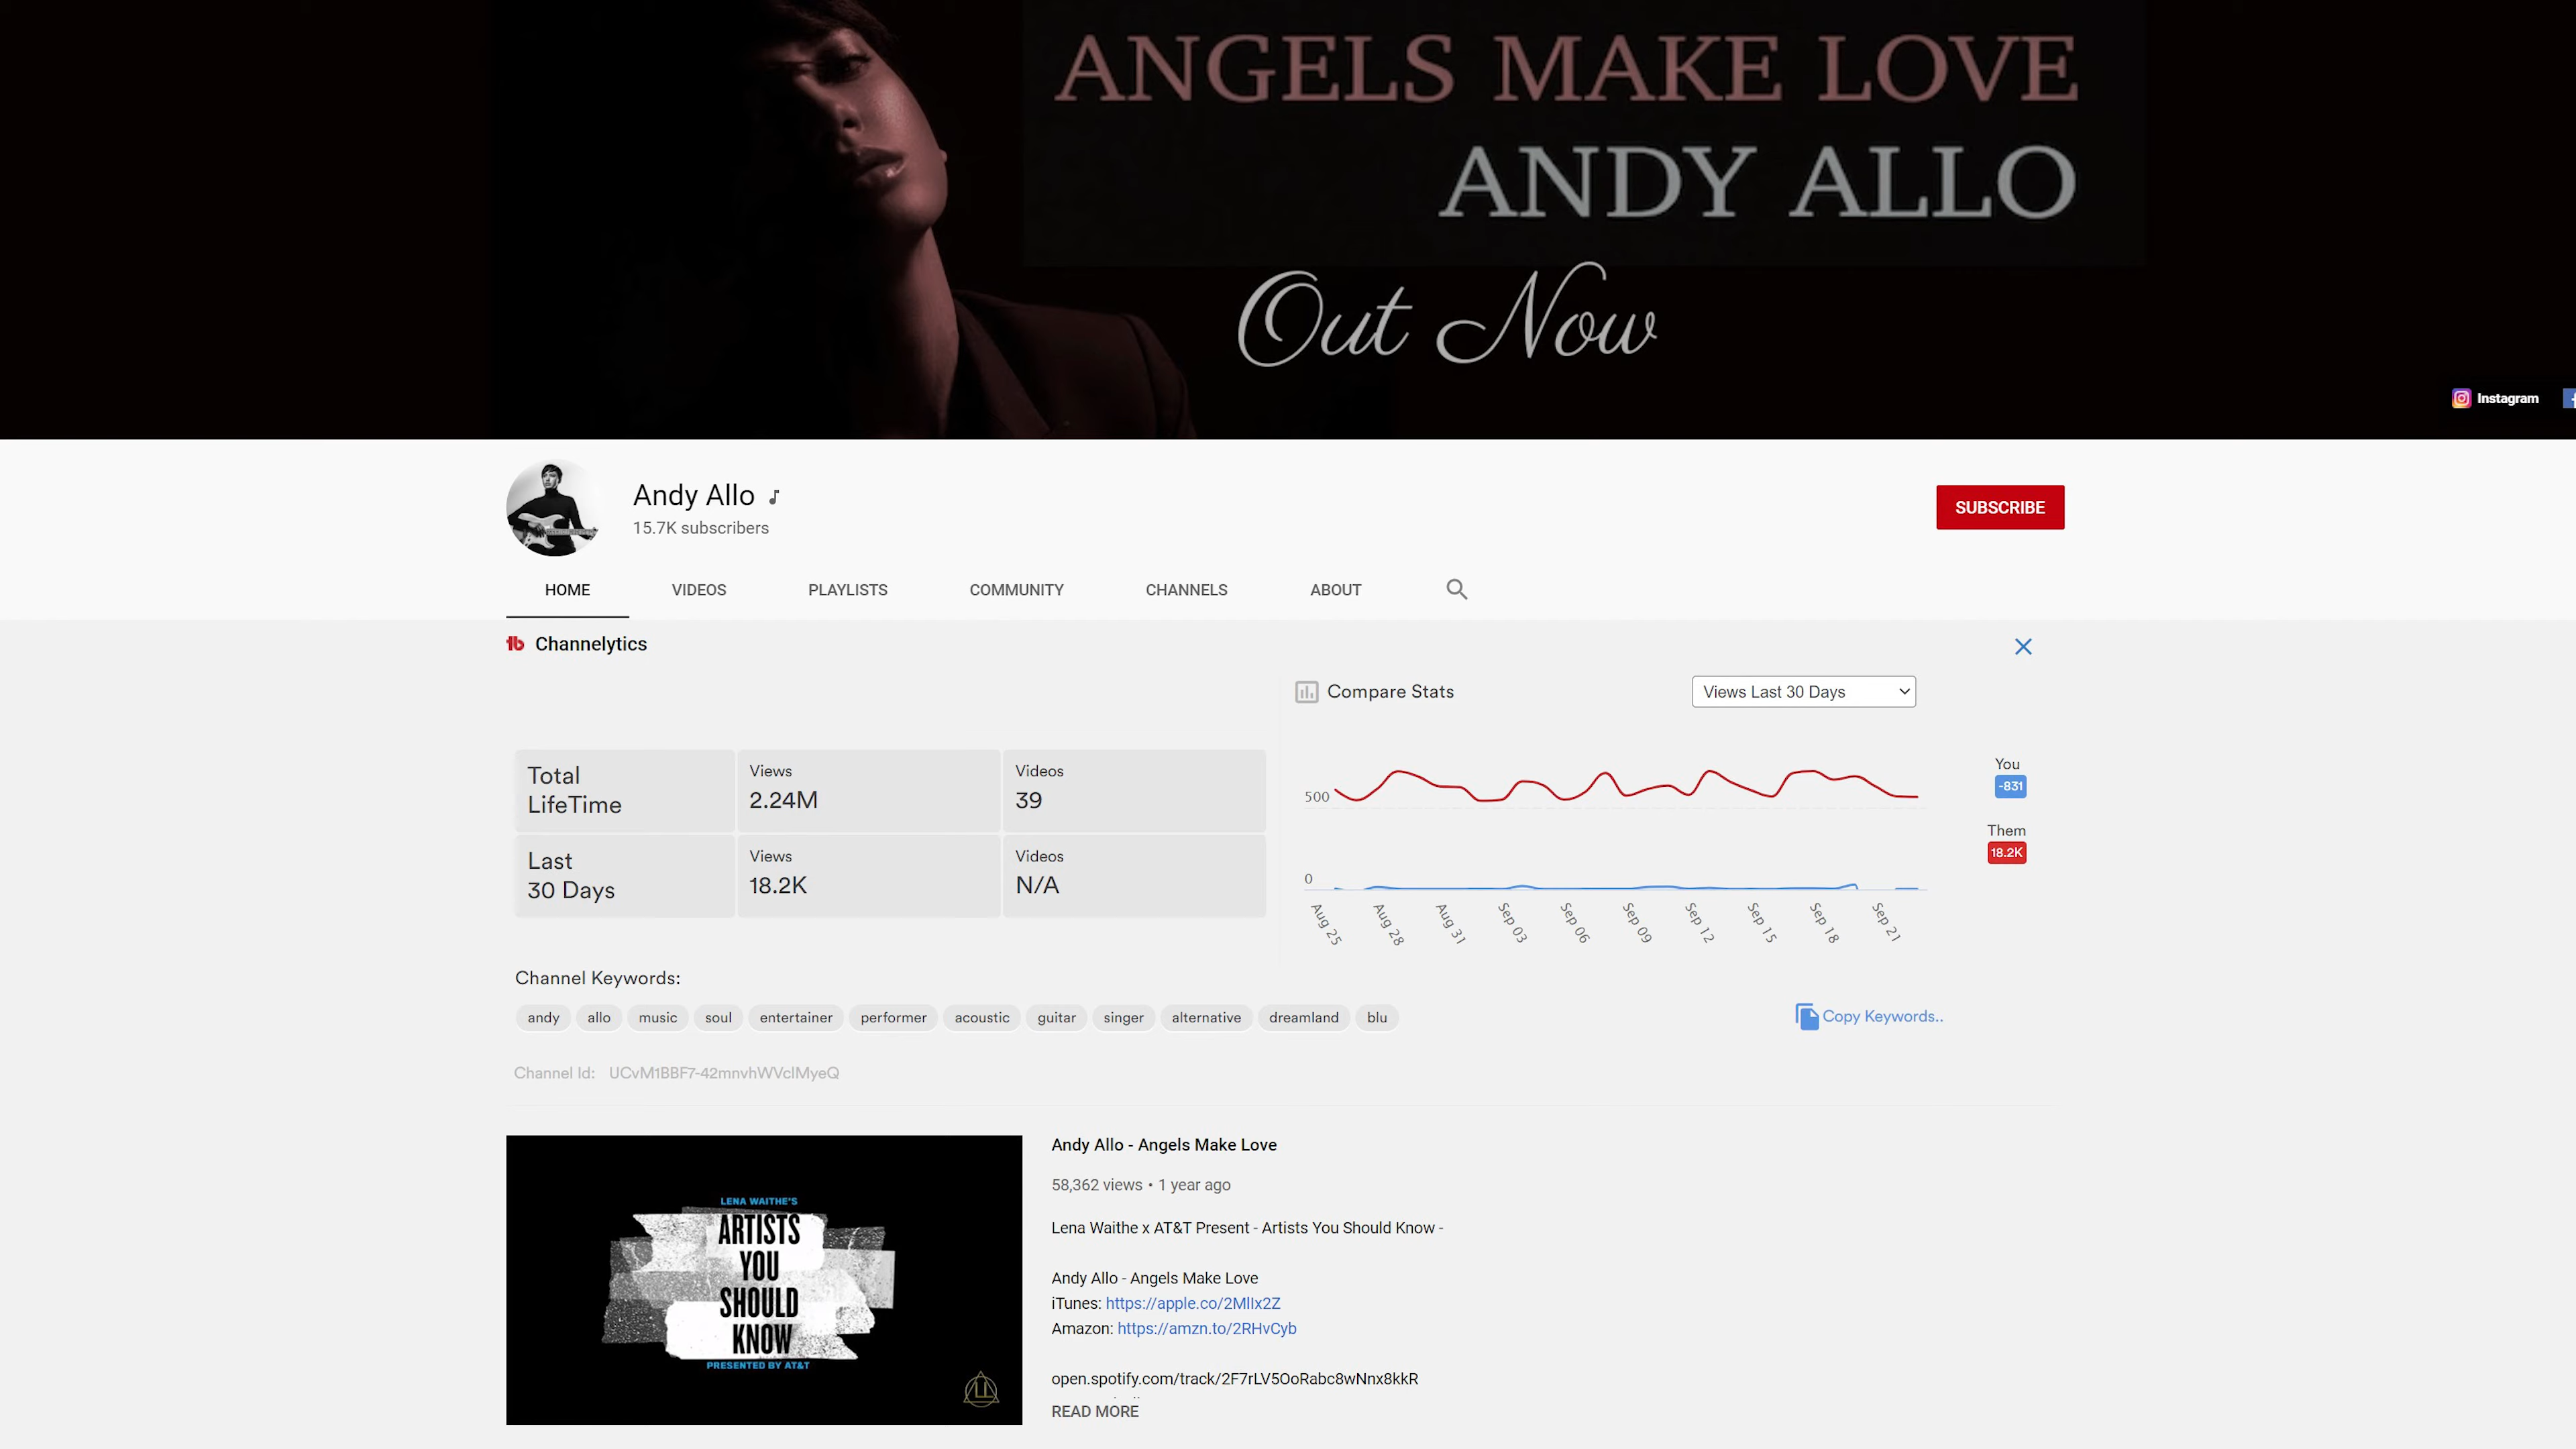 ANGELS MAKE LOVE
ANDY ALLO
Out Now
Instagram
Andy Allo
15.7K subscribers
SUBSCRIBE
HOME VIDEOS PLAYLISTS COMMUNITY CHANNELS ABOUT
Channelytics
Total
LifeTime
Views
2.24M
Videos
39
Last
30 Days
Views
18.2K
Videos
N/A
Compare Stats
Views Last 30 Days
500
0
Aug 25 Aug 28 Aug 31 Sep 03 Sep 06 Sep 09 Sep 12 Sep 15 Sep 18 Sep 21
You
-831
Them
18.2K
Channel Keywords:
andy allo music soul entertainer performer acoustic guitar singer alternative dreamland blu
Copy Keywords..
Channel Id: UCvM1BBF7-42mnvhWVclMyeQ
LENA WAITHE'S
ARTISTS
YOU
SHOULD
KNOW
PRESENTED BY AT&T
Andy Allo - Angels Make Love
58,362 views • 1 year ago
Lena Waithe x AT&T Present - Artists You Should Know -
Andy Allo - Angels Make Love
iTunes: https://apple.co/2MlIx2Z
Amazon: https://amzn.to/2RHvCyb
open.spotify.com/track/2F7rLV5OoRabc8wNnx8kkR
READ MORE